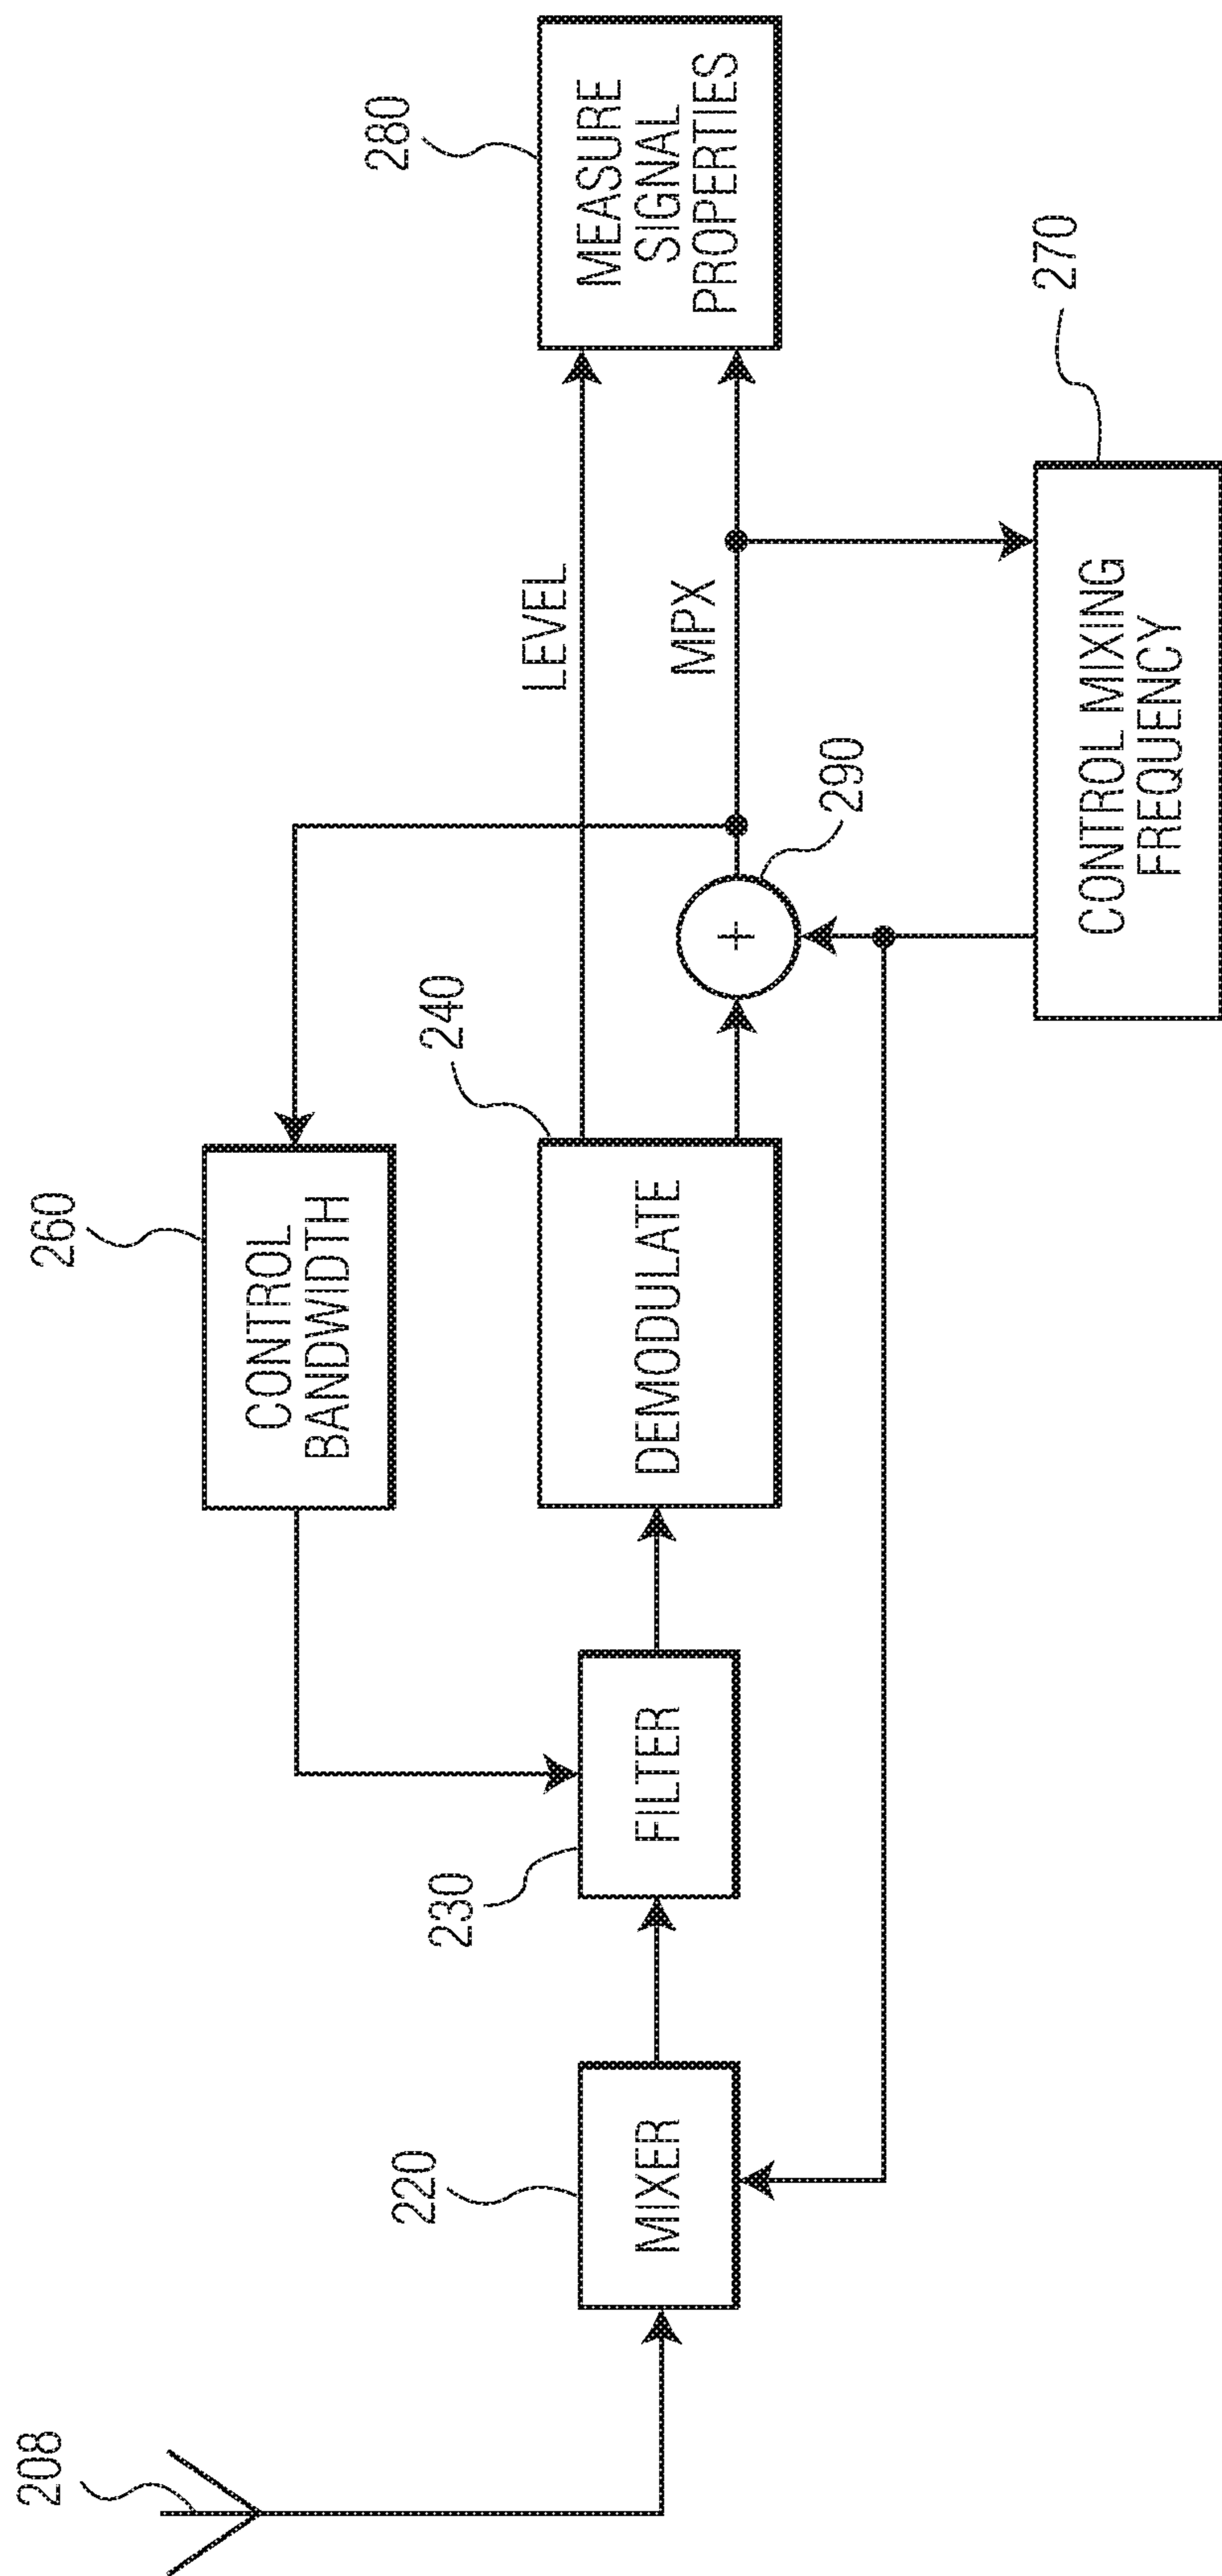 208
220
MIXER
230
FILTER
260
CONTROL
BANDWIDTH
240
DEMODULATE
290
+
LEVEL
MPX
270
CONTROL MIXING
FREQUENCY
280
MEASURE
SIGNAL
PROPERTIES